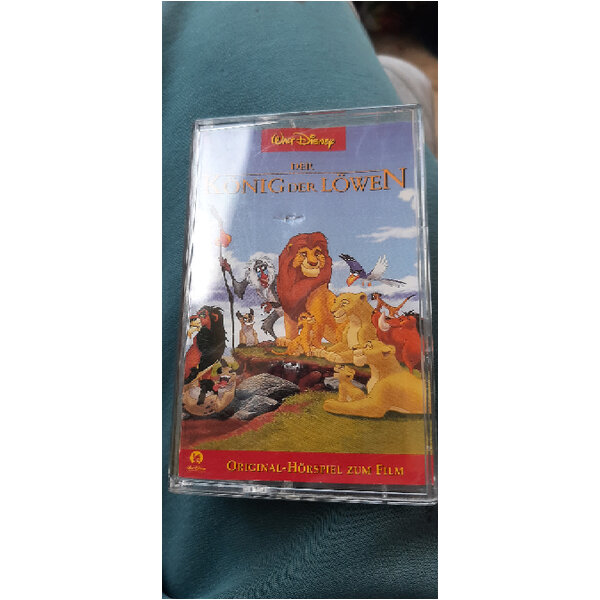 Walt Disney
DER
KÖNIG DER LÖWEN
ORIGINAL-HÖRSPIEL ZUM FILM